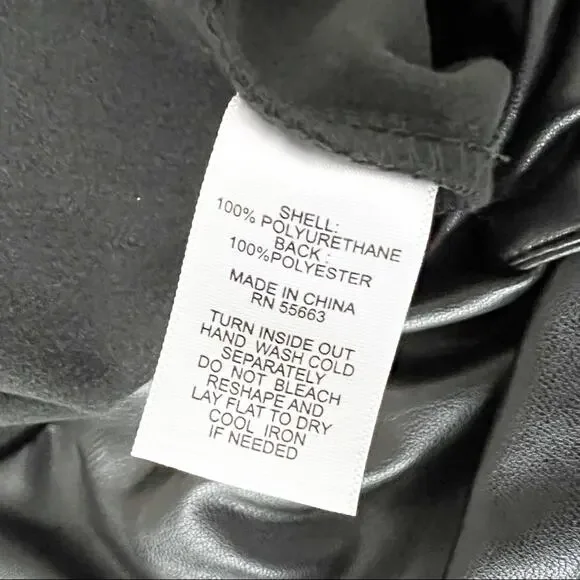 SHELL:
100% POLYURETHANE
BACK :
100%POLYESTER
MADE IN CHINA
RN 55663
TURN INSIDE OUT
HAND WASH COLD
SEPARATELY
DO NOT BLEACH
RESHAPE AND
LAY FLAT TO DRY
COOL IRON
IF NEEDED